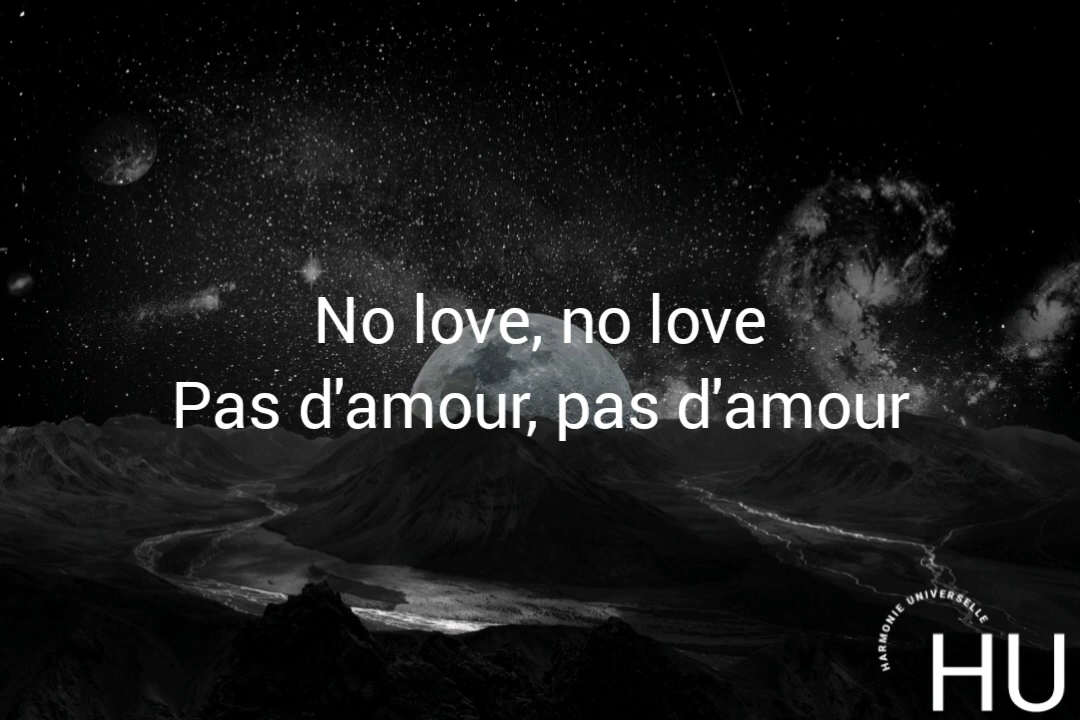 No love, no love
Pas d'amour, pas d'amour
HARMONIE UNIVERSELLE
HU